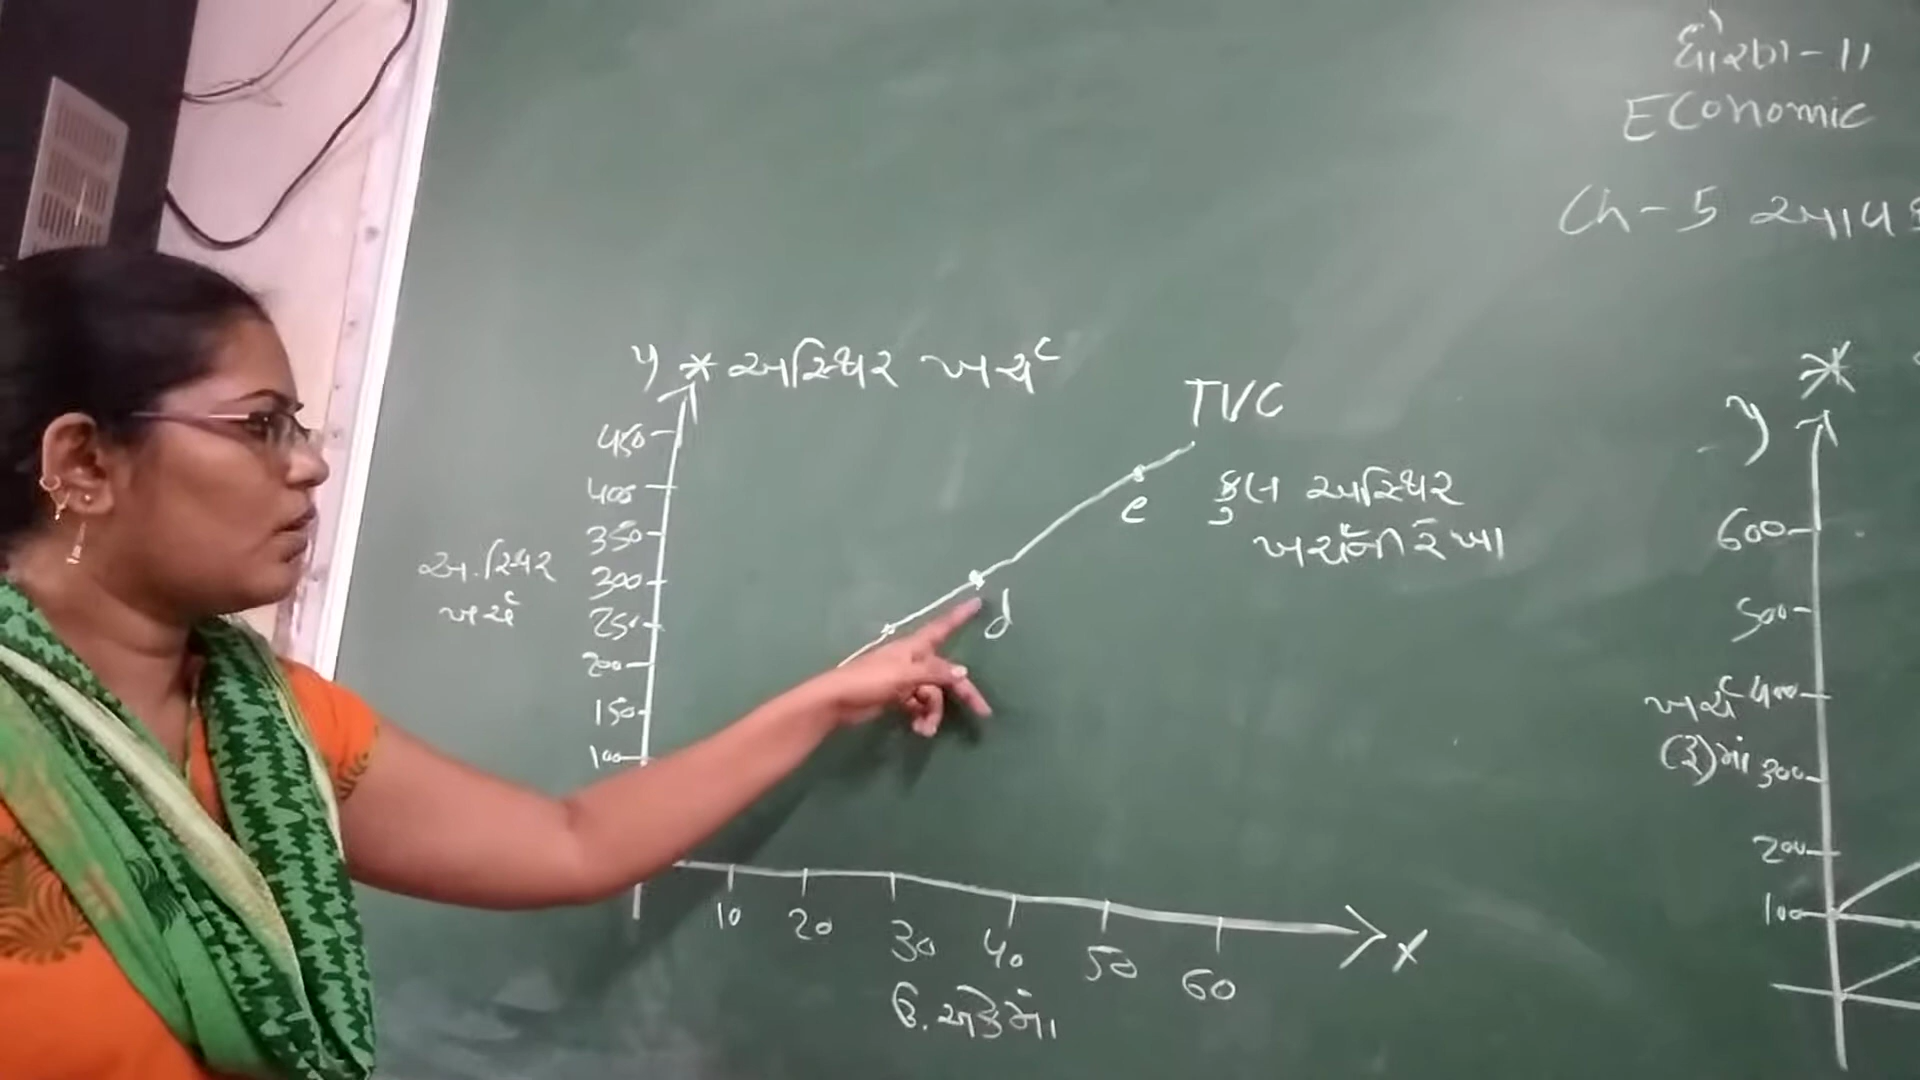 ધોરણ - 11
ECONOMIC
Ch - 5 આવક
y * અસ્થિર ખર્ચ
TVC
કુલ અસ્થિર
ખર્ચની રેખા
450
400
350
300
250
200
150
100
અ.સ્થિર
ખર્ચ
d
e
10 20 30 40 50 60
x
ઉ. એકમો
*
y
600
500
400
300
200
100
ખર્ચ
(રૂ)માં